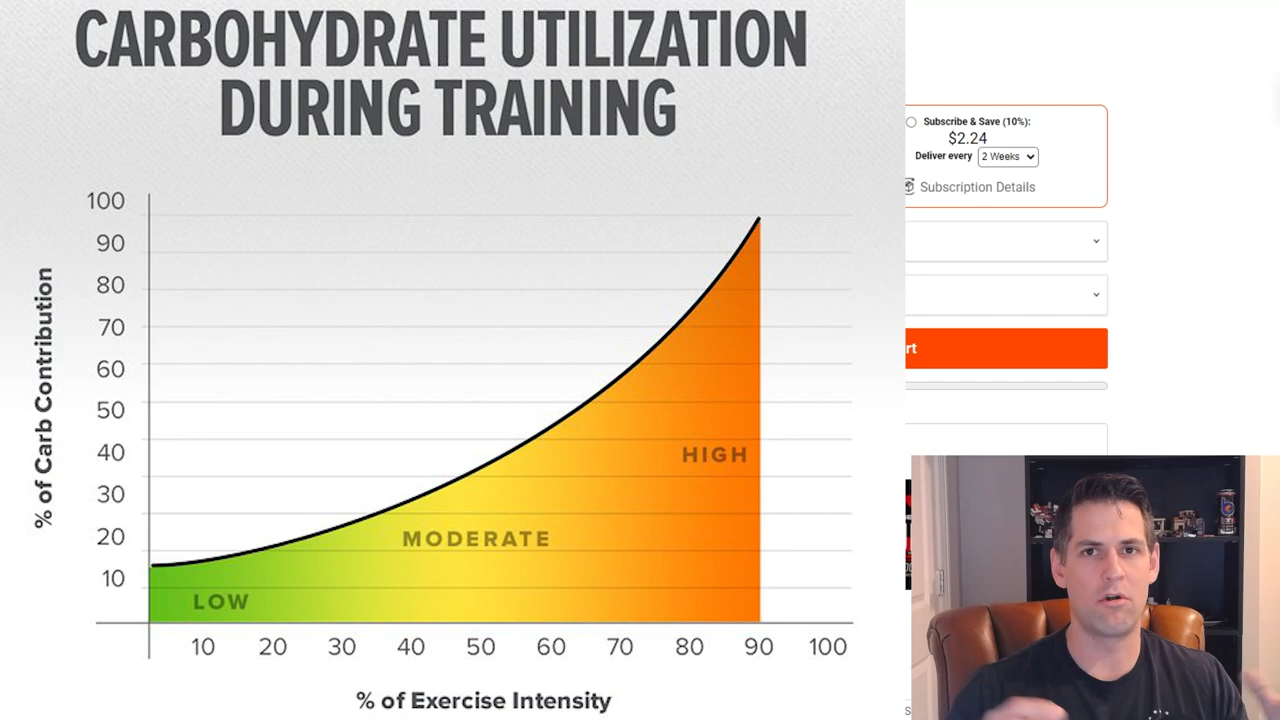 CARBOHYDRATE UTILIZATION
DURING TRAINING
% of Carb Contribution
100
90
80
70
60
50
40
30
20
10
LOW
MODERATE
HIGH
10 20 30 40 50 60 70 80 90 100
% of Exercise Intensity
Subscribe & Save (10%):
$2.24
Deliver every 2 Weeks
Subscription Details
rt